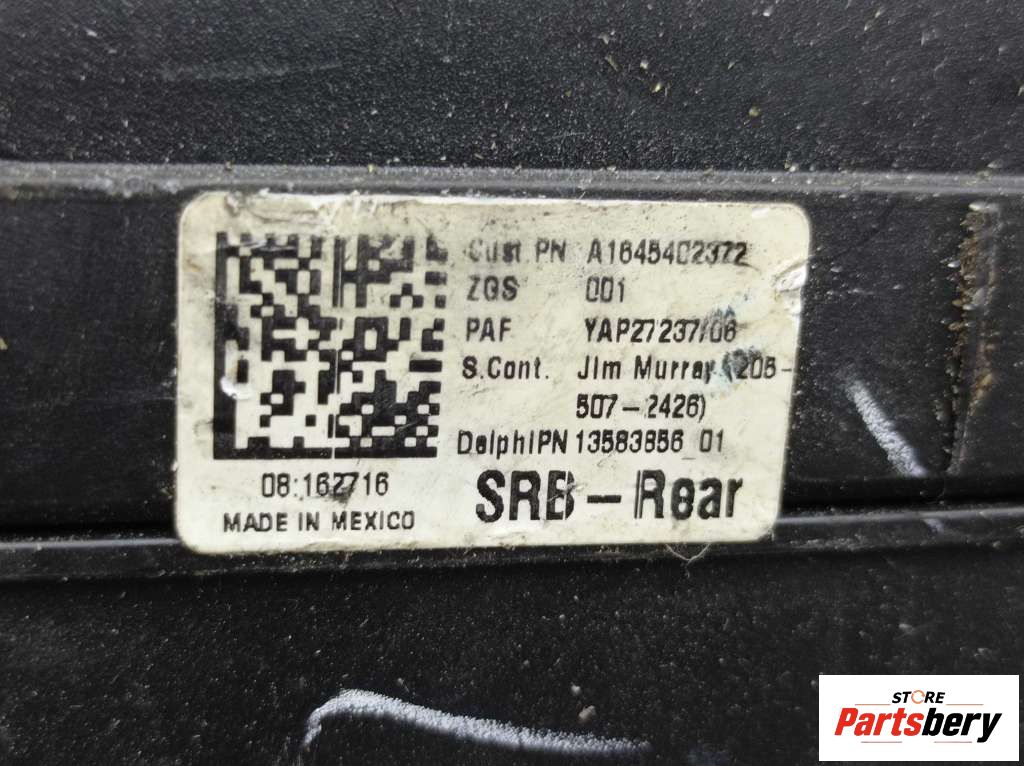 Cust PN A1645402372
ZGS 001
PAF YAP27237/06
S.Cont. Jim Murray (205-
507-2426)
DelphiPN 13583856_01
08:162716
MADE IN MEXICO
SRB-Rear
STORE
Partsbery